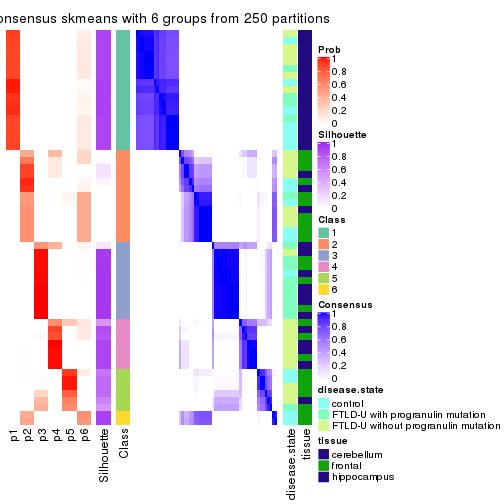 onsensus skmeans with 6 groups from 250 partitions
Prob
1
0.8
0.6
0.4
0.2
0
Silhouette
1
0.8
0.6
0.4
0.2
0
Class
1
2
3
4
5
6
Consensus
1
0.8
0.6
0.4
0.2
0
disease.state
control
FTLD-U with progranulin mutation
FTLD-U without progranulin mutation
tissue
cerebellum
frontal
hippocampus
p1
p2
p3
p4
p5
p6
Silhouette
Class
disease.state
tissue